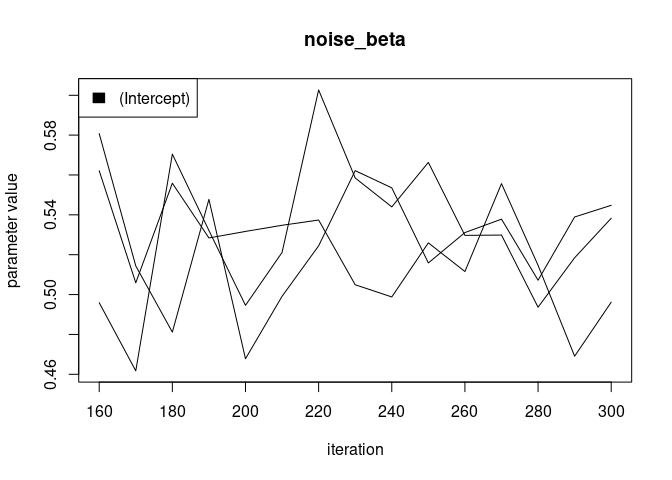 noise_beta
(Intercept)
parameter value
0.58
0.54
0.50
0.46
160 180 200 220 240 260 280 300
iteration